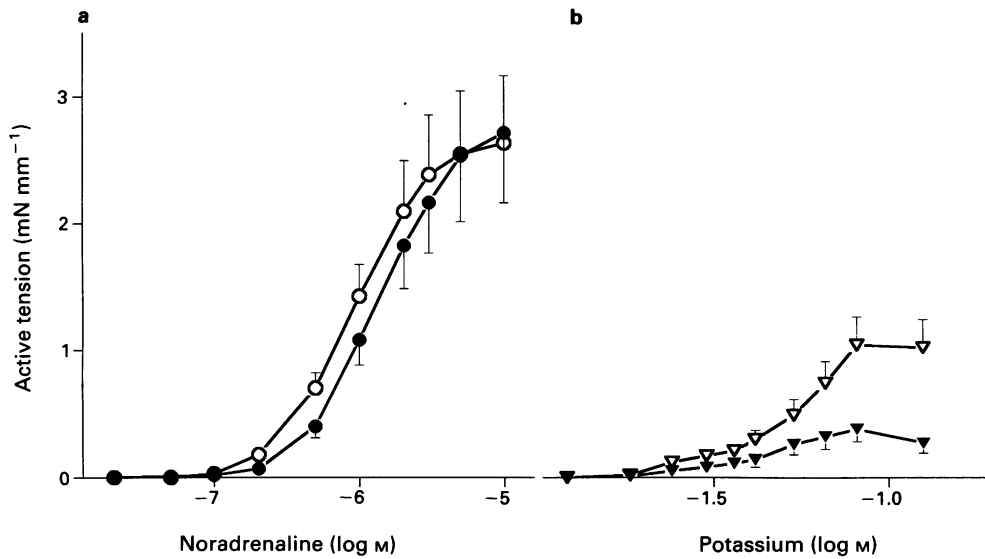 a
b
Active tension (mN mm⁻¹)
3
2
1
0
−7
−6
−5
−1.5
−1.0
Noradrenaline (log M)
Potassium (log M)